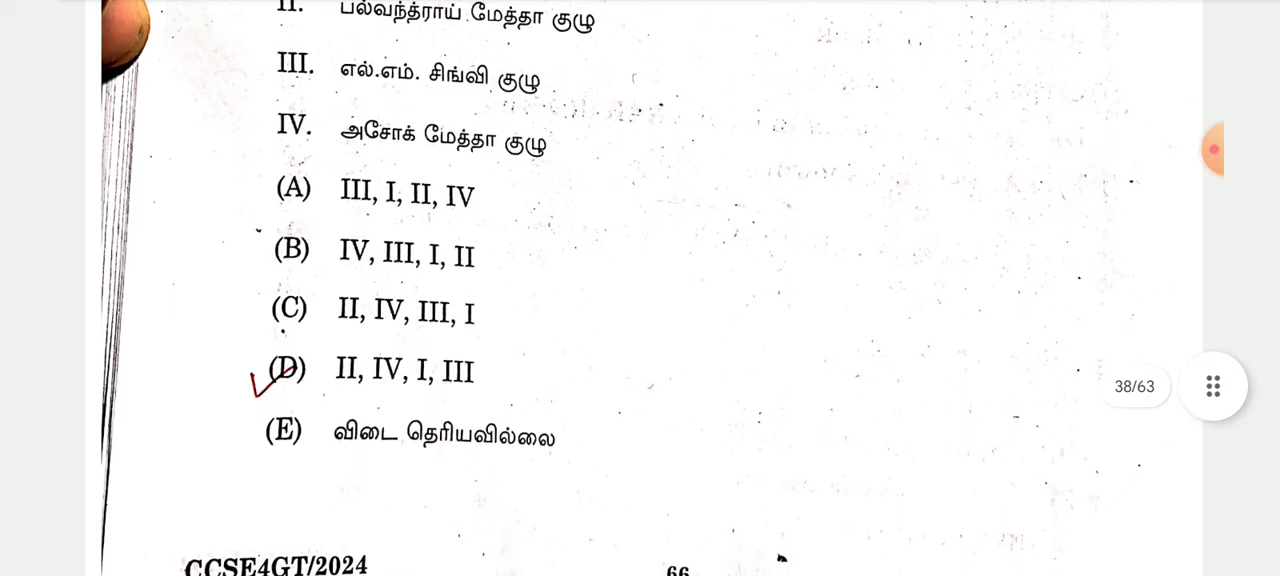 II. பல்வந்த்ராய் மேத்தா குழு
III. எல்.எம். சிங்வி குழு
IV. அசோக் மேத்தா குழு
(A) III, I, II, IV
(B) IV, III, I, II
(C) II, IV, III, I
(D) II, IV, I, III
38/63
(E) விடை தெரியவில்லை
CCSE4GT/2024 66